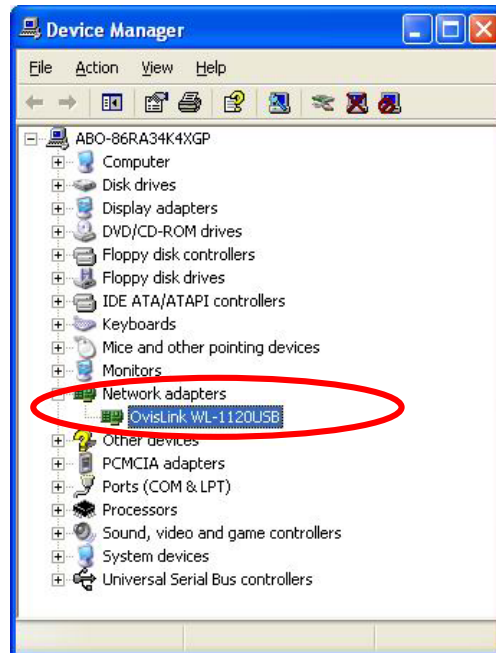 Device Manager
File Action View Help
ABO-86RA34K4XGP
Computer
Disk drives
Display adapters
DVD/CD-ROM drives
Floppy disk controllers
Floppy disk drives
IDE ATA/ATAPI controllers
Keyboards
Mice and other pointing devices
Monitors
Network adapters
OvisLink WL-1120USB
Other devices
PCMCIA adapters
Ports (COM & LPT)
Processors
Sound, video and game controllers
System devices
Universal Serial Bus controllers